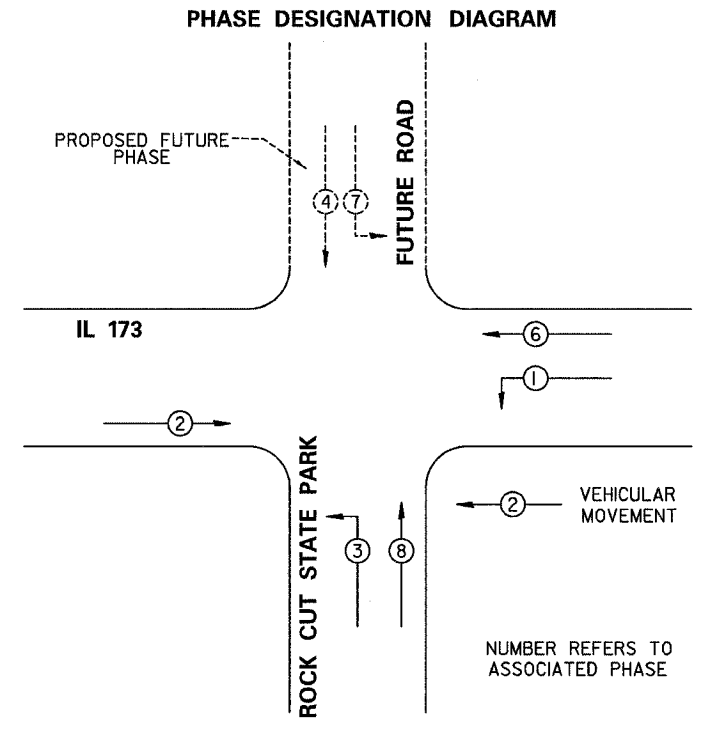 PHASE DESIGNATION DIAGRAM
PROPOSED FUTURE
PHASE
FUTURE ROAD
4
7
IL 173
6
1
2
ROCK CUT STATE PARK
3
8
2
VEHICULAR
MOVEMENT
NUMBER REFERS TO
ASSOCIATED PHASE